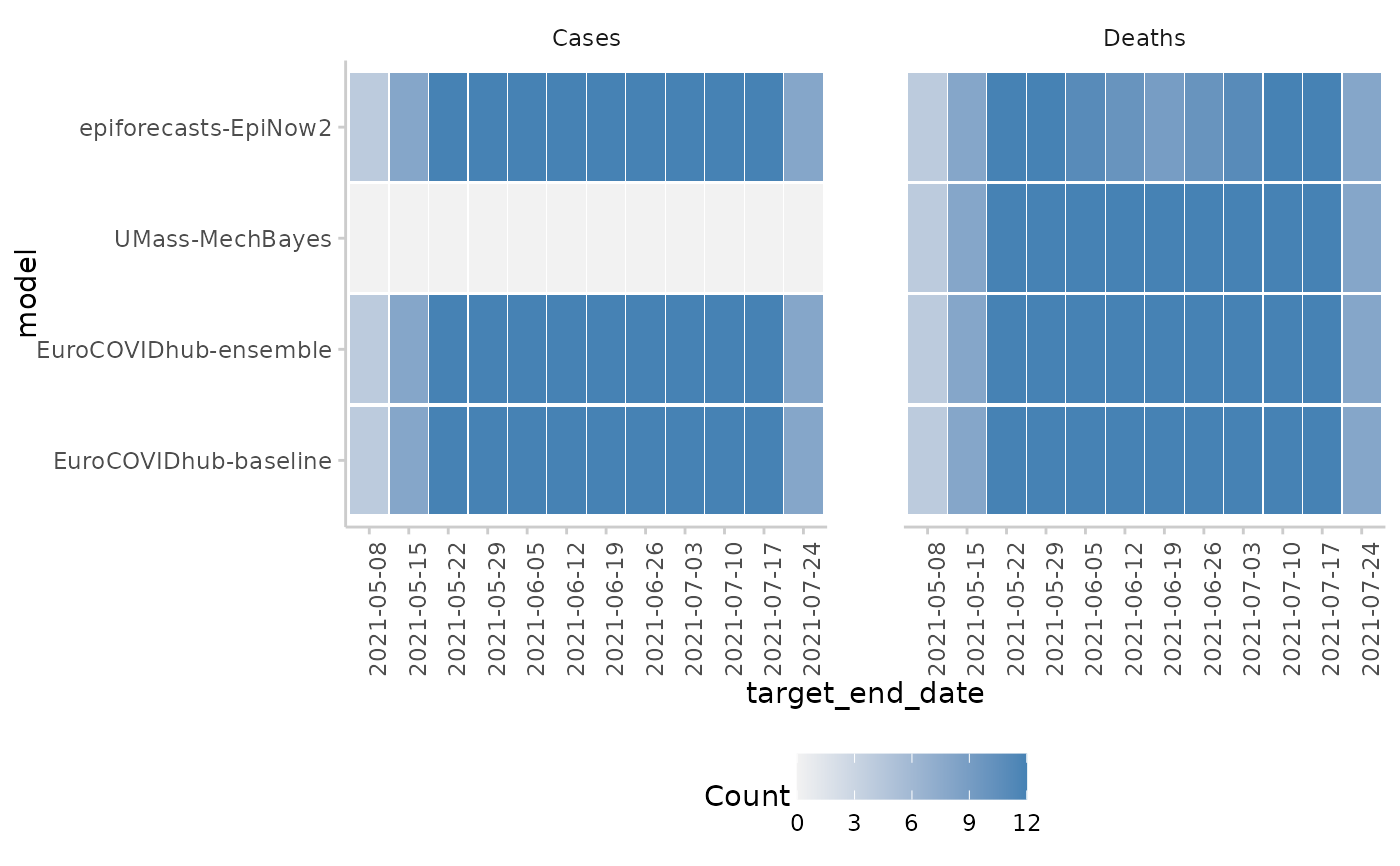 Cases
Deaths
model
epiforecasts-EpiNow2
UMass-MechBayes
EuroCOVIDhub-ensemble
EuroCOVIDhub-baseline
2021-05-08
2021-05-15
2021-05-22
2021-05-29
2021-06-05
2021-06-12
2021-06-19
2021-06-26
2021-07-03
2021-07-10
2021-07-17
2021-07-24
2021-05-08
2021-05-15
2021-05-22
2021-05-29
2021-06-05
2021-06-12
2021-06-19
2021-06-26
2021-07-03
2021-07-10
2021-07-17
2021-07-24
target_end_date
Count
0 3 6 9 12